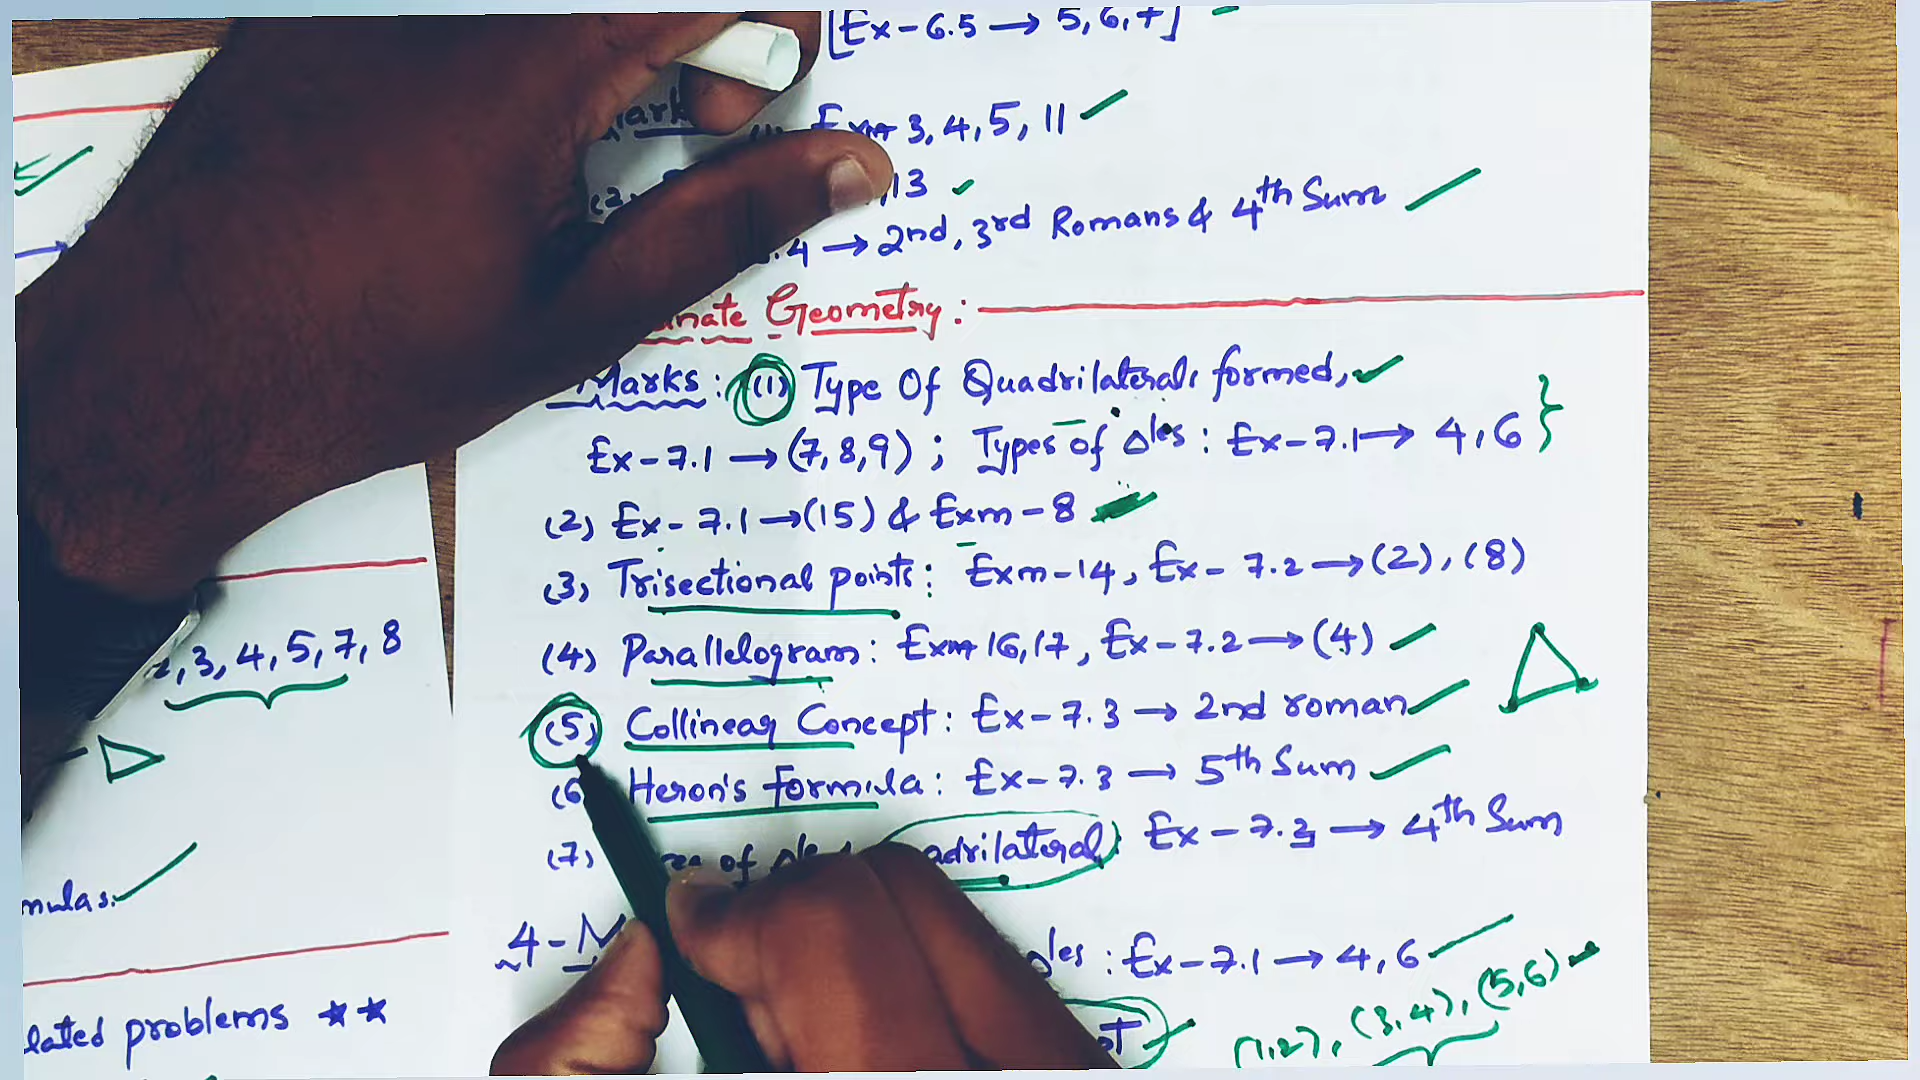 [Ex-6.5 → 5, 6, 7]
Exm 3, 4, 5, 11
13
.4 → 2nd, 3rd Romans & 4th Sum
Geometry:
Marks: (1) Type Of Quadrilaterals formed,
Ex-7.1 → (7,8,9) ; Types of Δles : Ex-7.1 → 4, 6
(2) Ex-7.1 → (15) & Exm-8
(3) Trisectional points: Exm-14, Ex-7.2 → (2), (8)
(4) Parallelogram: Exm 16,17, Ex-7.2 → (4)
(5) Collinear Concept: Ex-7.3 → 2nd roman
(6 Heron's formula: Ex-7.3 → 5th Sum
(7) of Ex-7.3 → 4th Sum
4- les : Ex-7.1 → 4, 6
(1,2), (3,4), (5,6)
3, 4, 5, 7, 8
mulas.
lated problems ★★